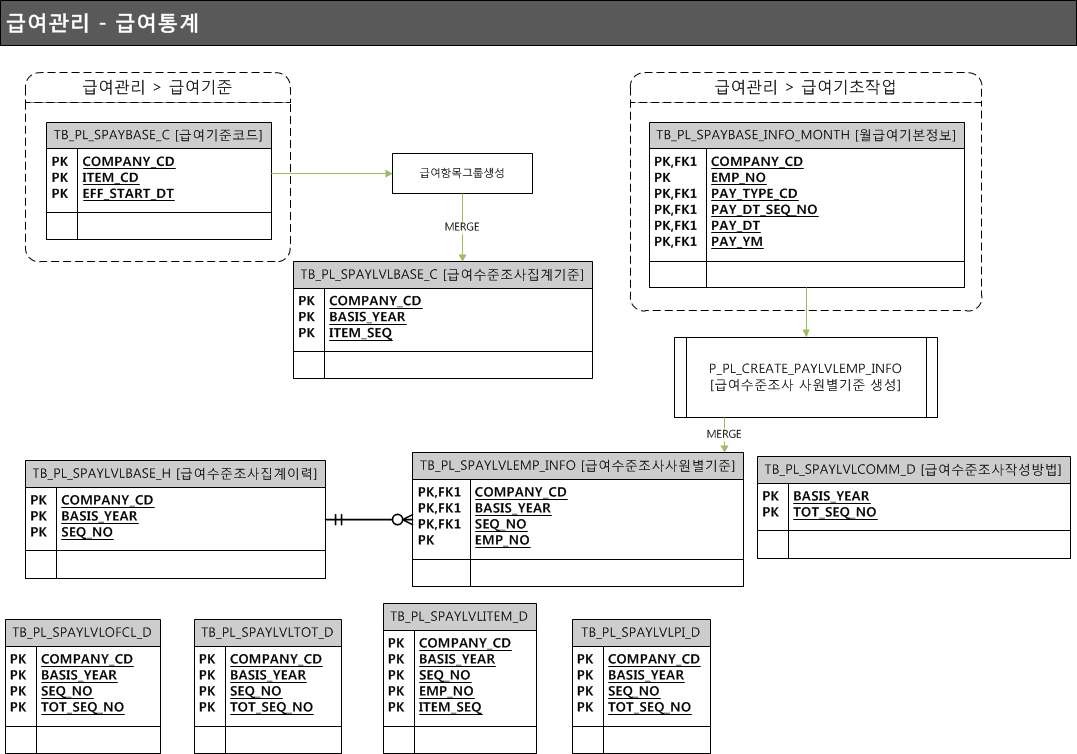 급여관리 - 급여통계
급여관리 > 급여기준
TB_PL_SPAYBASE_C [급여기준코드]
PK COMPANY_CD
PK ITEM_CD
PK EFF_START_DT
급여항목그룹생성
MERGE
TB_PL_SPAYLVLBASE_C [급여수준조사집계기준]
PK COMPANY_CD
PK BASIS_YEAR
PK ITEM_SEQ
급여관리 > 급여기초작업
TB_PL_SPAYBASE_INFO_MONTH [월급여기본정보]
PK,FK1 COMPANY_CD
PK EMP_NO
PK,FK1 PAY_TYPE_CD
PK,FK1 PAY_DT_SEQ_NO
PK,FK1 PAY_DT
PK,FK1 PAY_YM
P_PL_CREATE_PAYLVLEMP_INFO
[급여수준조사 사원별기준 생성]
MERGE
TB_PL_SPAYLVLBASE_H [급여수준조사집계이력]
PK COMPANY_CD
PK BASIS_YEAR
PK SEQ_NO
TB_PL_SPAYLVLEMP_INFO [급여수준조사사원별기준]
PK,FK1 COMPANY_CD
PK,FK1 BASIS_YEAR
PK,FK1 SEQ_NO
PK EMP_NO
TB_PL_SPAYLVLCOMM_D [급여수준조사작성방법]
PK BASIS_YEAR
PK TOT_SEQ_NO
TB_PL_SPAYLVLOFCL_D
PK COMPANY_CD
PK BASIS_YEAR
PK SEQ_NO
PK TOT_SEQ_NO
TB_PL_SPAYLVLTOT_D
PK COMPANY_CD
PK BASIS_YEAR
PK SEQ_NO
PK TOT_SEQ_NO
TB_PL_SPAYLVLITEM_D
PK COMPANY_CD
PK BASIS_YEAR
PK SEQ_NO
PK EMP_NO
PK ITEM_SEQ
TB_PL_SPAYLVLPI_D
PK COMPANY_CD
PK BASIS_YEAR
PK SEQ_NO
PK TOT_SEQ_NO